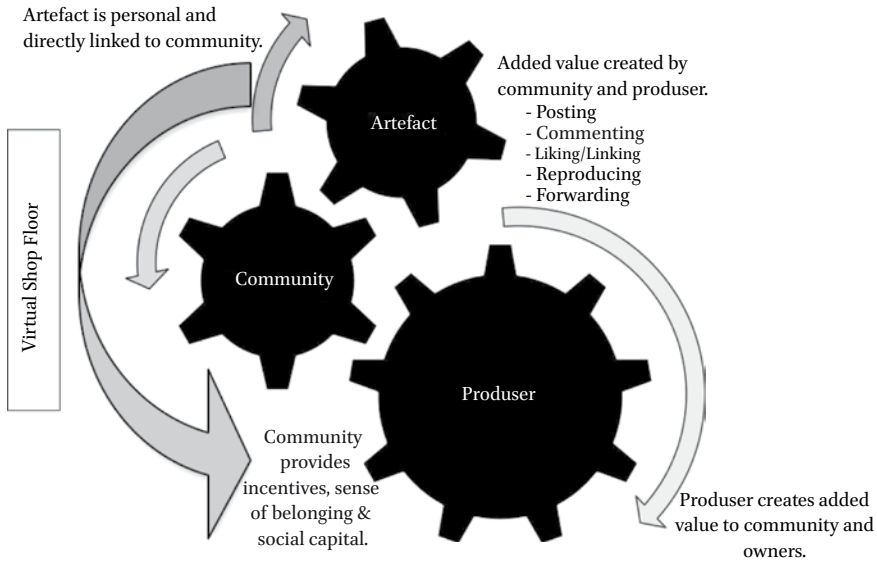 Artefact is personal and
directly linked to community.
Added value created by
community and producer.
- Posting
- Commenting
- Liking/Linking
- Reproducing
- Forwarding
Artefact
Virtual Shop Floor
Community
Produser
Community
provides
incentives, sense
of belonging &
social capital.
Produser creates added
value to community and
owners.